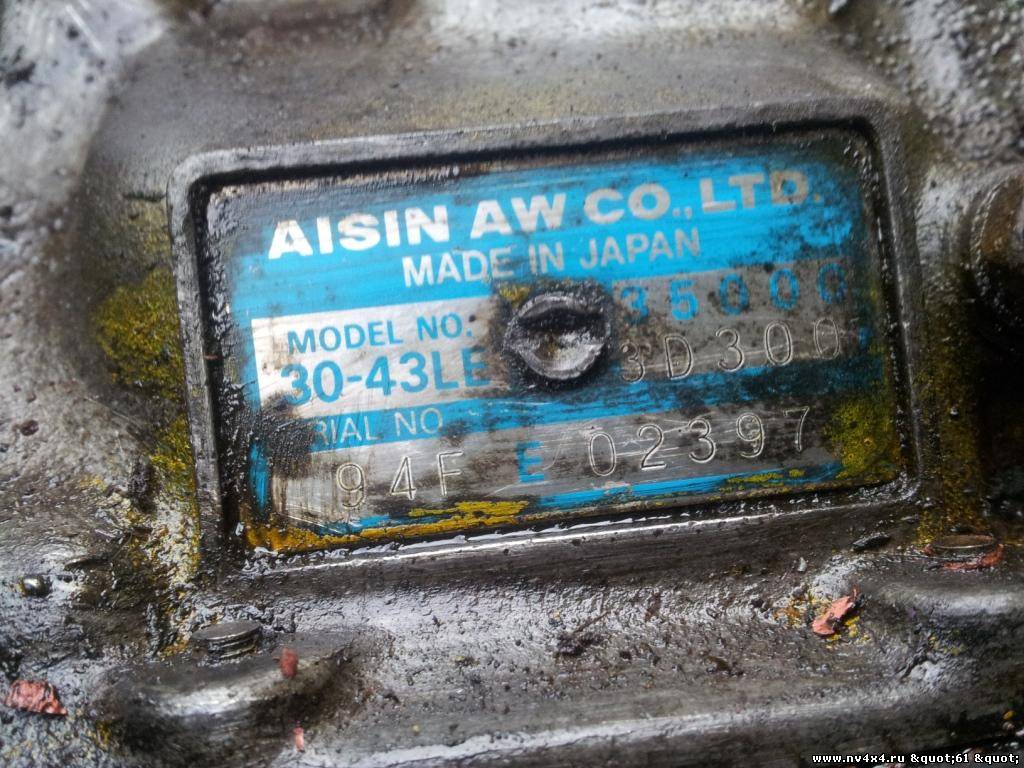 AISIN AW CO., LTD.
MADE IN JAPAN
MODEL NO. 35000
30-43LE 3D300
RIAL NO
94F E 02397
www.nv4x4.ru &quot;61 &quot;